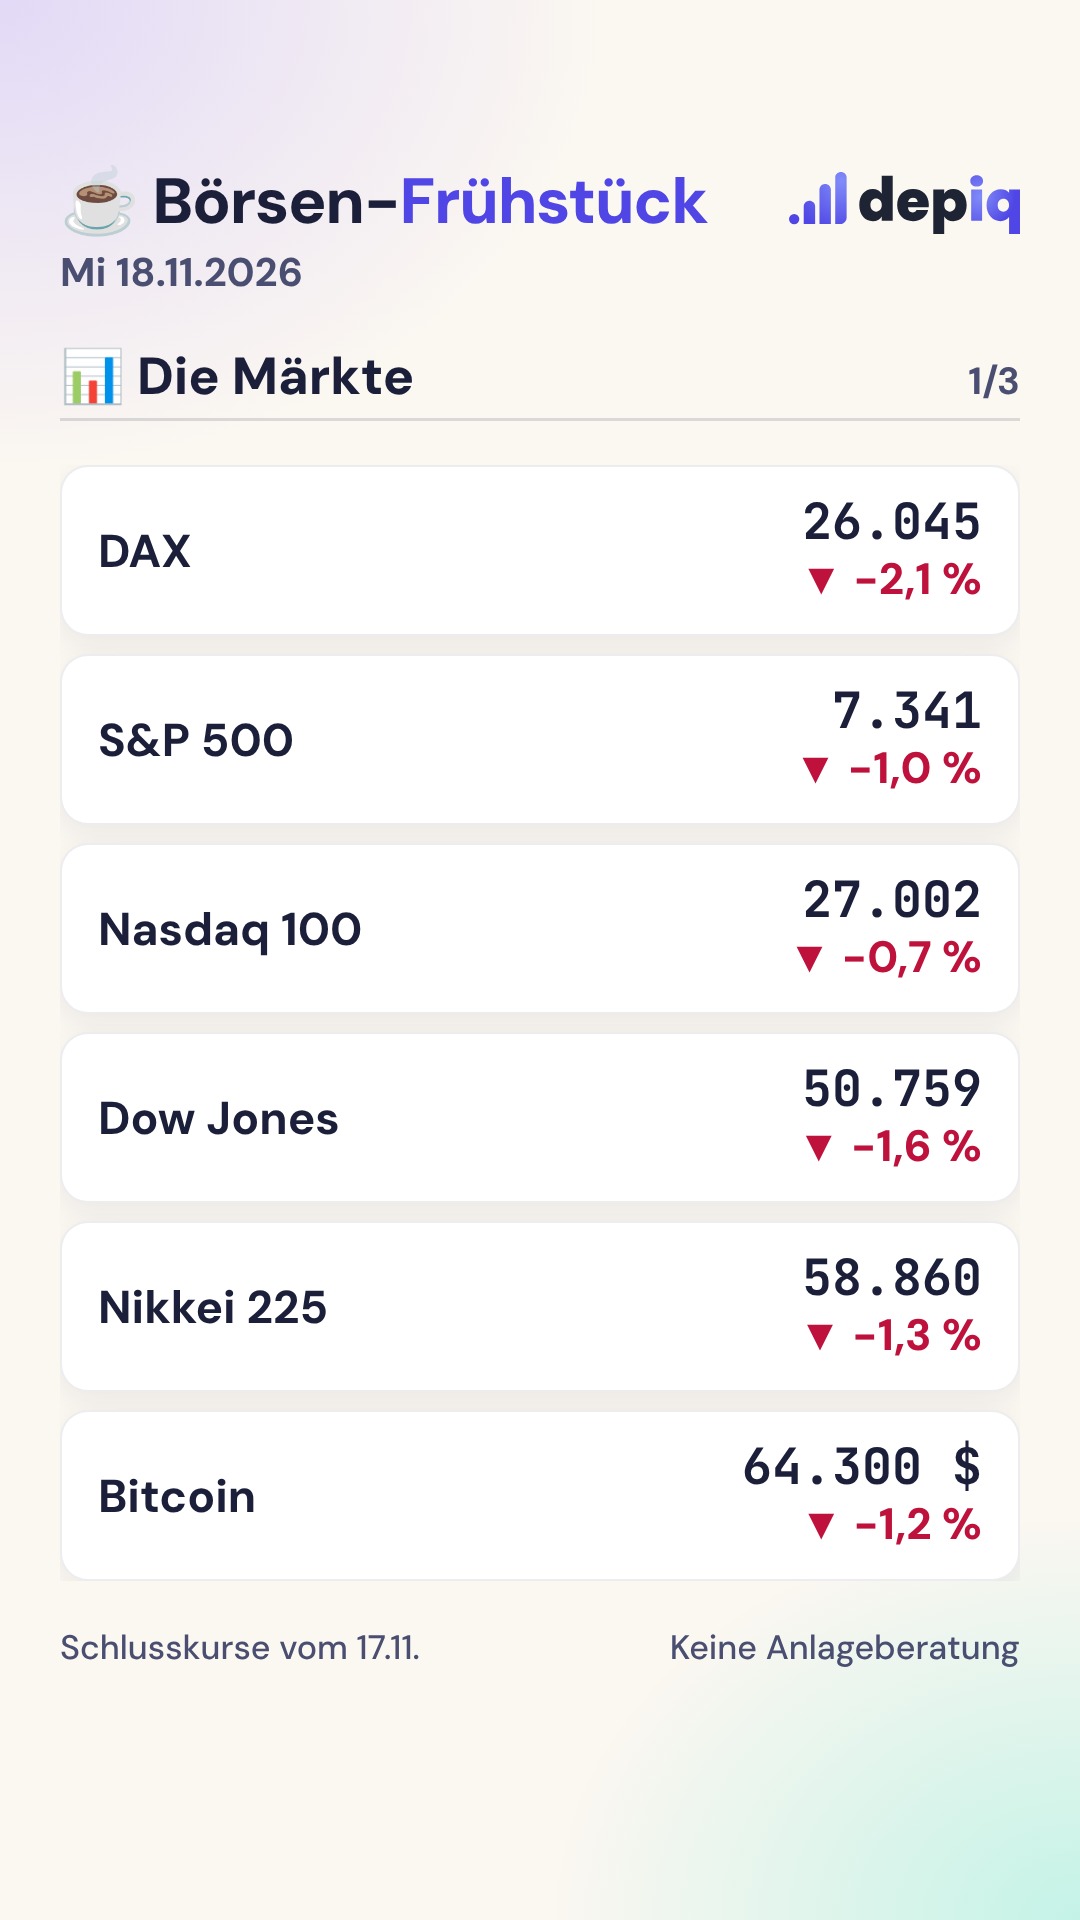 Börsen-Frühstück
depiq
Mi 18.11.2026
Die Märkte
1/3
DAX
26.045
▼ -2,1 %
S&P 500
7.341
▼ -1,0 %
Nasdaq 100
27.002
▼ -0,7 %
Dow Jones
50.759
▼ -1,6 %
Nikkei 225
58.860
▼ -1,3 %
Bitcoin
64.300 $
▼ -1,2 %
Schlusskurse vom 17.11.
Keine Anlageberatung